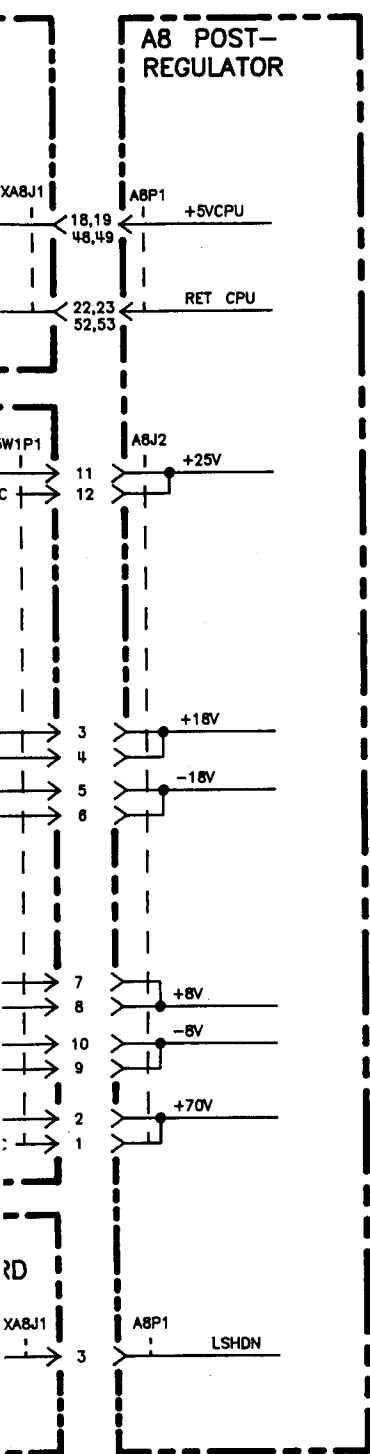 A8 POST-
REGULATOR
XA8J1
A8P1
18,19
48,49
+5VCPU
22,23
52,53
RET CPU
W1P1
A8J2
11
+25V
C
12
3
+18V
4
5
-18V
6
7
8
+8V
10
-8V
9
2
+70V
1
RD
XA8J1
A8P1
3
LSHDN